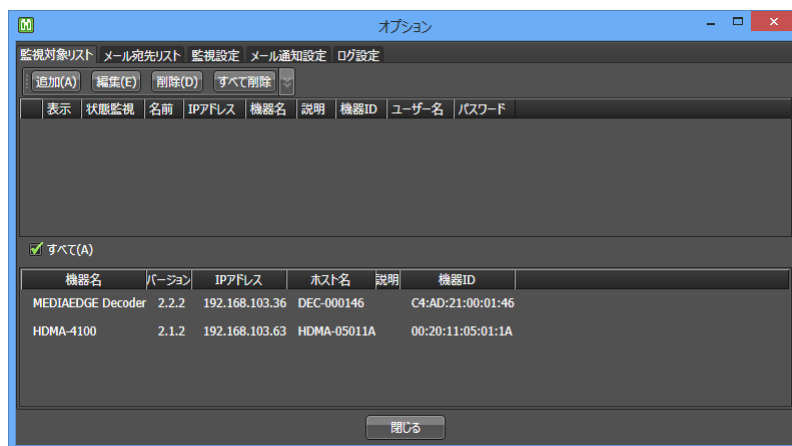 オプション
監視対象リスト メール宛先リスト 監視設定 メール通知設定 ログ設定
追加(A) 編集(E) 削除(D) すべて削除
表示 状態監視 名前 IPアドレス 機器名 説明 機器ID ユーザー名 パスワード
すべて(A)
機器名 バージョン IPアドレス ホスト名 説明 機器ID
MEDIAEDGE Decoder 2.2.2 192.168.103.36 DEC-000146 C4:AD:21:00:01:46
HDMA-4100 2.1.2 192.168.103.63 HDMA-05011A 00:20:11:05:01:1A
閉じる